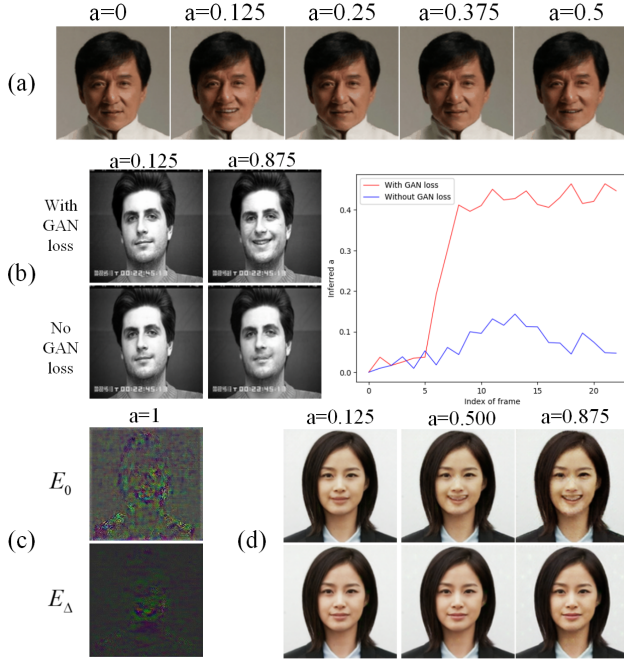 a=0 a=0.125 a=0.25 a=0.375 a=0.5
(a)
a=0.125 a=0.875
With
GAN
loss
(b)
No
GAN
loss
With GAN loss
Without GAN loss
Inferred a
0.4
0.3
0.2
0.1
0.0
0 5 10 15 20
Index of frame
a=1
E0
(c)
EΔ
(d)
a=0.125 a=0.500 a=0.875